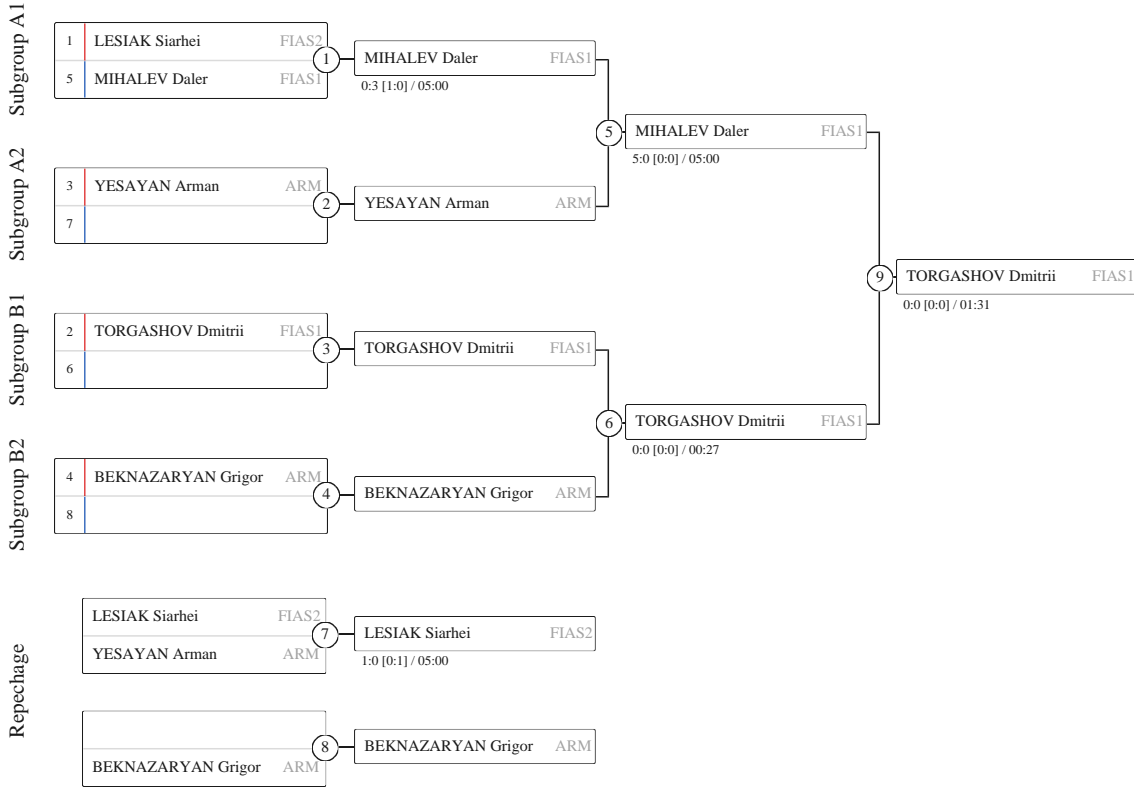 Subgroup A1
1 LESIAK Siarhei FIAS2
5 MIHALEV Daler FIAS1
1
MIHALEV Daler FIAS1
0:3 [1:0] / 05:00
Subgroup A2
3 YESAYAN Arman ARM
7
2
YESAYAN Arman ARM
5
MIHALEV Daler FIAS1
5:0 [0:0] / 05:00
Subgroup B1
2 TORGASHOV Dmitrii FIAS1
6
3
TORGASHOV Dmitrii FIAS1
Subgroup B2
4 BEKNAZARYAN Grigor ARM
8
4
BEKNAZARYAN Grigor ARM
6
TORGASHOV Dmitrii FIAS1
0:0 [0:0] / 00:27
9
TORGASHOV Dmitrii FIAS1
0:0 [0:0] / 01:31
Repechage
LESIAK Siarhei FIAS2
YESAYAN Arman ARM
7
LESIAK Siarhei FIAS2
1:0 [0:1] / 05:00
BEKNAZARYAN Grigor ARM
8
BEKNAZARYAN Grigor ARM